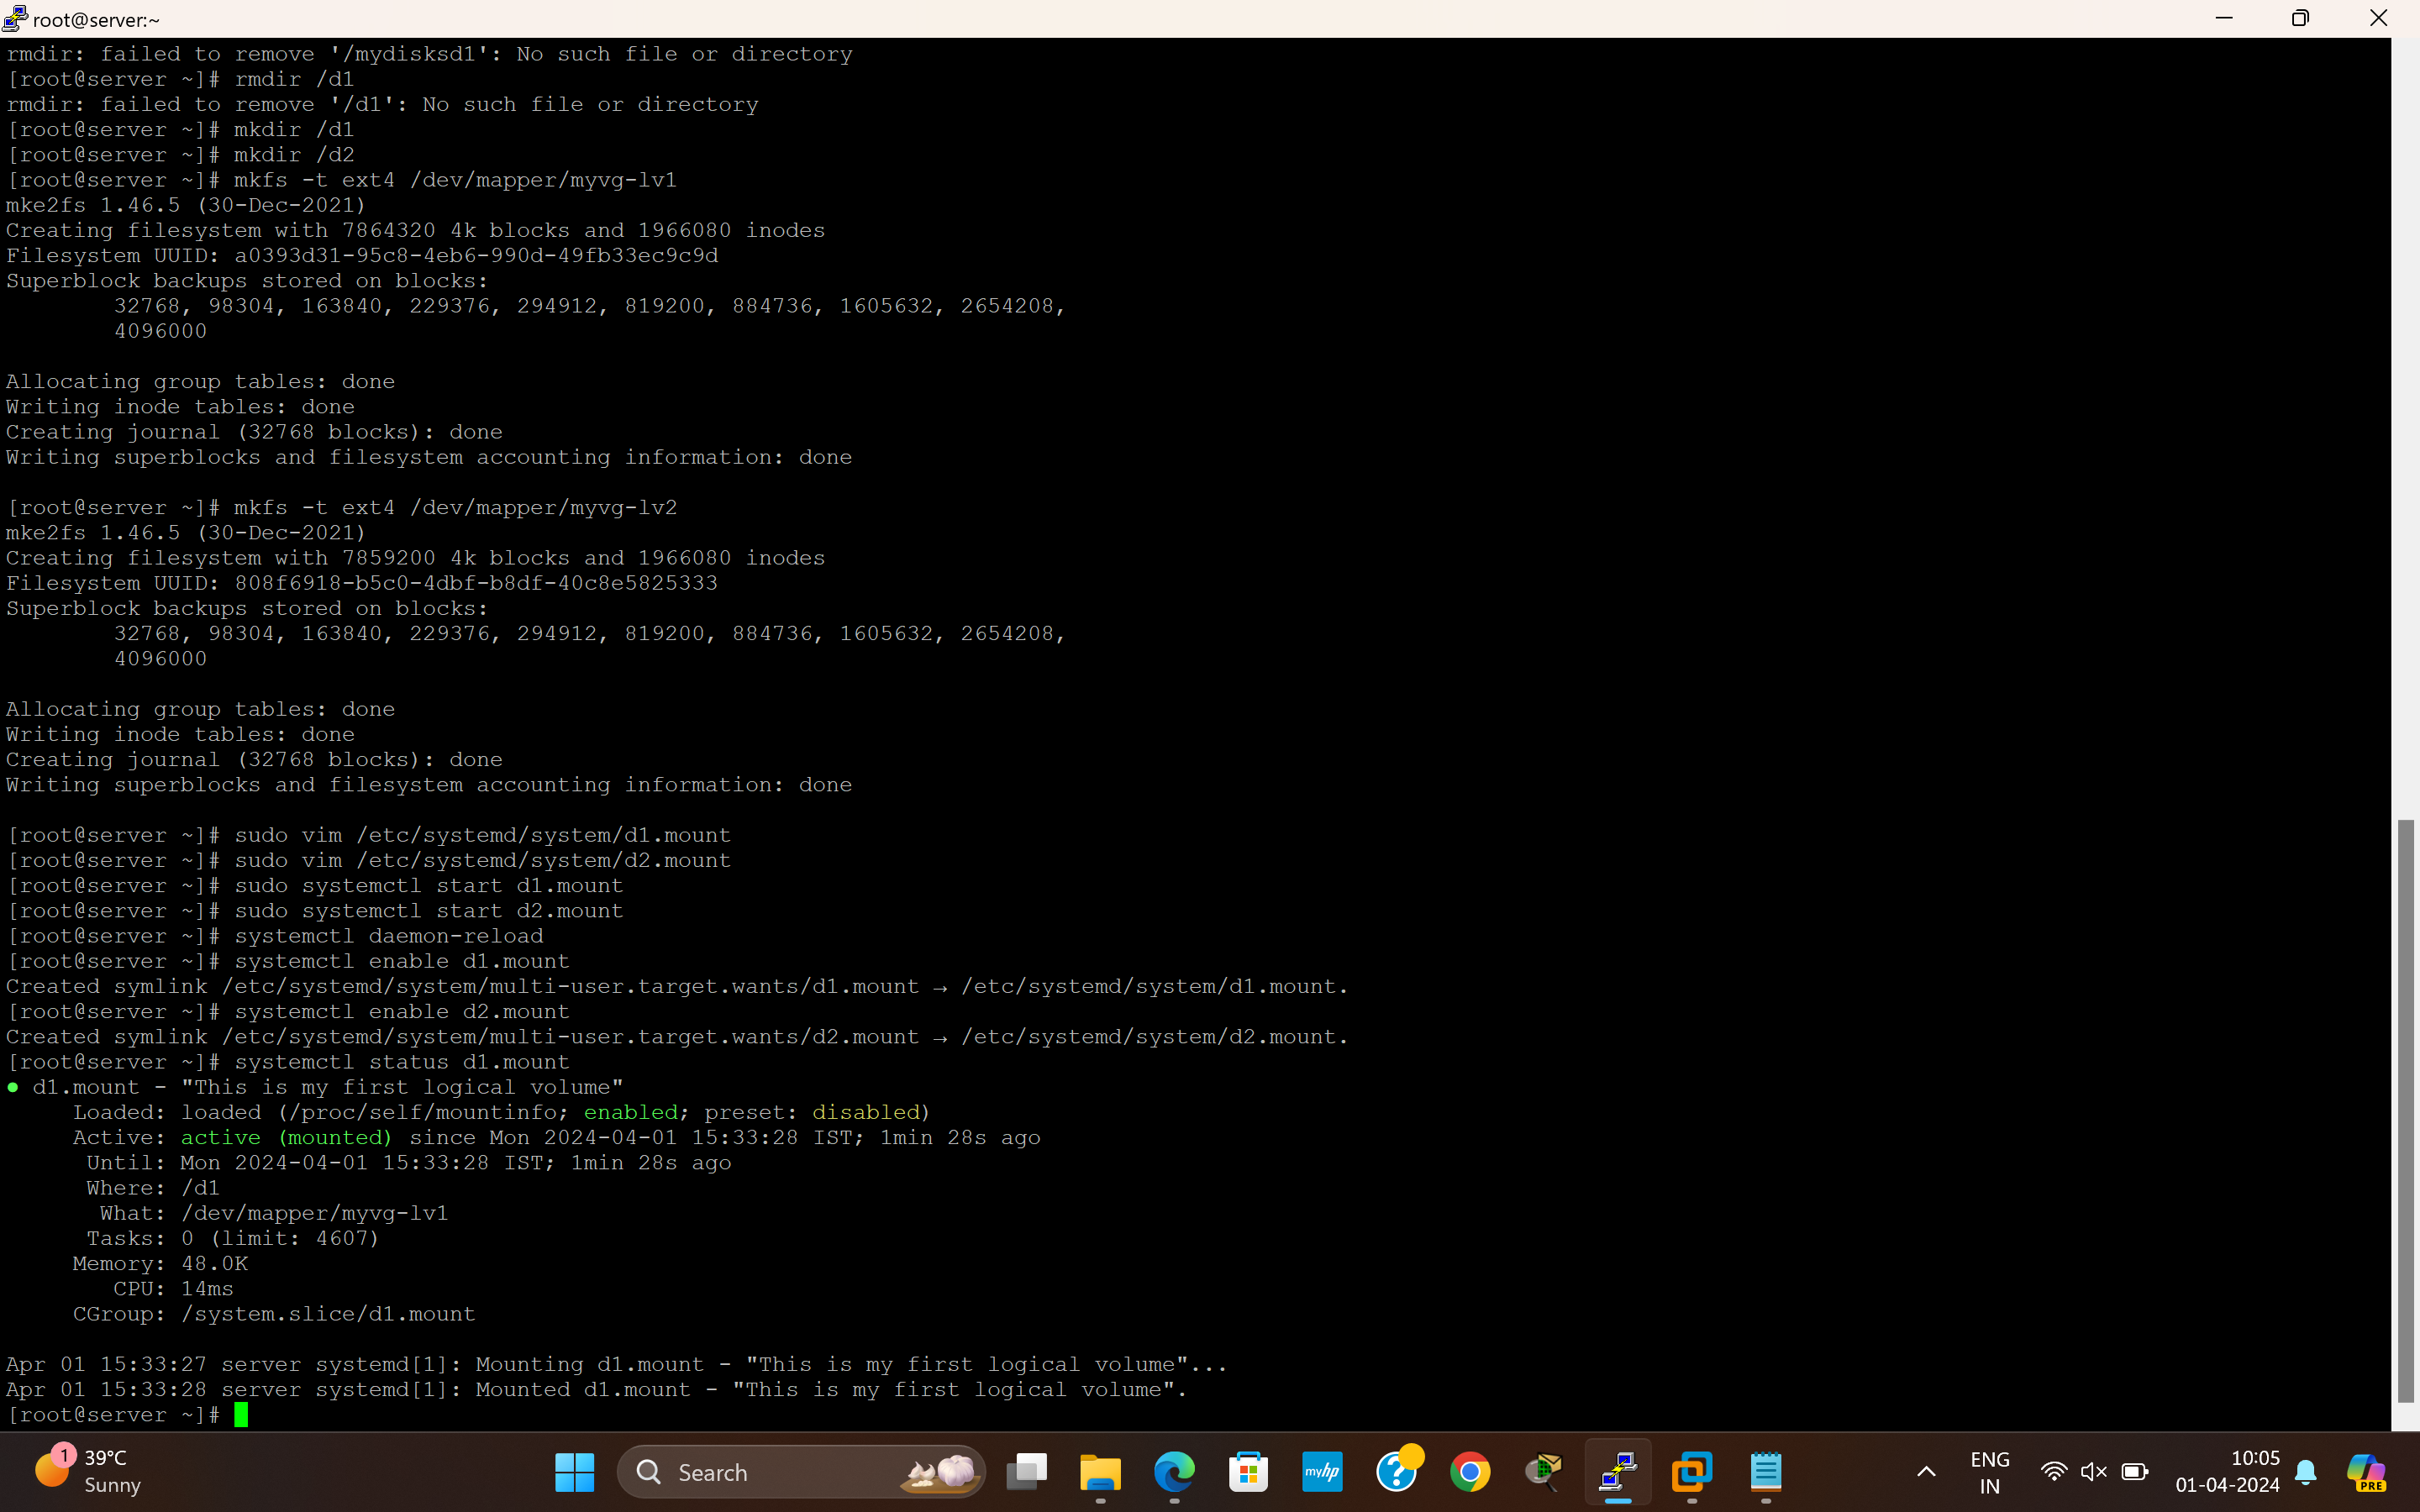 root@server:~
rmdir: failed to remove '/mydisksd1': No such file or directory
[root@server ~]# rmdir /d1
rmdir: failed to remove '/d1': No such file or directory
[root@server ~]# mkdir /d1
[root@server ~]# mkdir /d2
[root@server ~]# mkfs -t ext4 /dev/mapper/myvg-lv1
mke2fs 1.46.5 (30-Dec-2021)
Creating filesystem with 7864320 4k blocks and 1966080 inodes
Filesystem UUID: a0393d31-95c8-4eb6-990d-49fb33ec9c9d
Superblock backups stored on blocks:
        32768, 98304, 163840, 229376, 294912, 819200, 884736, 1605632, 2654208,
        4096000

Allocating group tables: done
Writing inode tables: done
Creating journal (32768 blocks): done
Writing superblocks and filesystem accounting information: done

[root@server ~]# mkfs -t ext4 /dev/mapper/myvg-lv2
mke2fs 1.46.5 (30-Dec-2021)
Creating filesystem with 7859200 4k blocks and 1966080 inodes
Filesystem UUID: 808f6918-b5c0-4dbf-b8df-40c8e5825333
Superblock backups stored on blocks:
        32768, 98304, 163840, 229376, 294912, 819200, 884736, 1605632, 2654208,
        4096000

Allocating group tables: done
Writing inode tables: done
Creating journal (32768 blocks): done
Writing superblocks and filesystem accounting information: done

[root@server ~]# sudo vim /etc/systemd/system/d1.mount
[root@server ~]# sudo vim /etc/systemd/system/d2.mount
[root@server ~]# sudo systemctl start d1.mount
[root@server ~]# sudo systemctl start d2.mount
[root@server ~]# systemctl daemon-reload
[root@server ~]# systemctl enable d1.mount
Created symlink /etc/systemd/system/multi-user.target.wants/d1.mount → /etc/systemd/system/d1.mount.
[root@server ~]# systemctl enable d2.mount
Created symlink /etc/systemd/system/multi-user.target.wants/d2.mount → /etc/systemd/system/d2.mount.
[root@server ~]# systemctl status d1.mount
● d1.mount - "This is my first logical volume"
     Loaded: loaded (/proc/self/mountinfo; enabled; preset: disabled)
     Active: active (mounted) since Mon 2024-04-01 15:33:28 IST; 1min 28s ago
      Until: Mon 2024-04-01 15:33:28 IST; 1min 28s ago
      Where: /d1
       What: /dev/mapper/myvg-lv1
      Tasks: 0 (limit: 4607)
     Memory: 48.0K
        CPU: 14ms
     CGroup: /system.slice/d1.mount

Apr 01 15:33:27 server systemd[1]: Mounting d1.mount - "This is my first logical volume"...
Apr 01 15:33:28 server systemd[1]: Mounted d1.mount - "This is my first logical volume".
[root@server ~]#
1
39°C
Sunny
Search
myhp
?
ENG
IN
10:05
01-04-2024
PRE